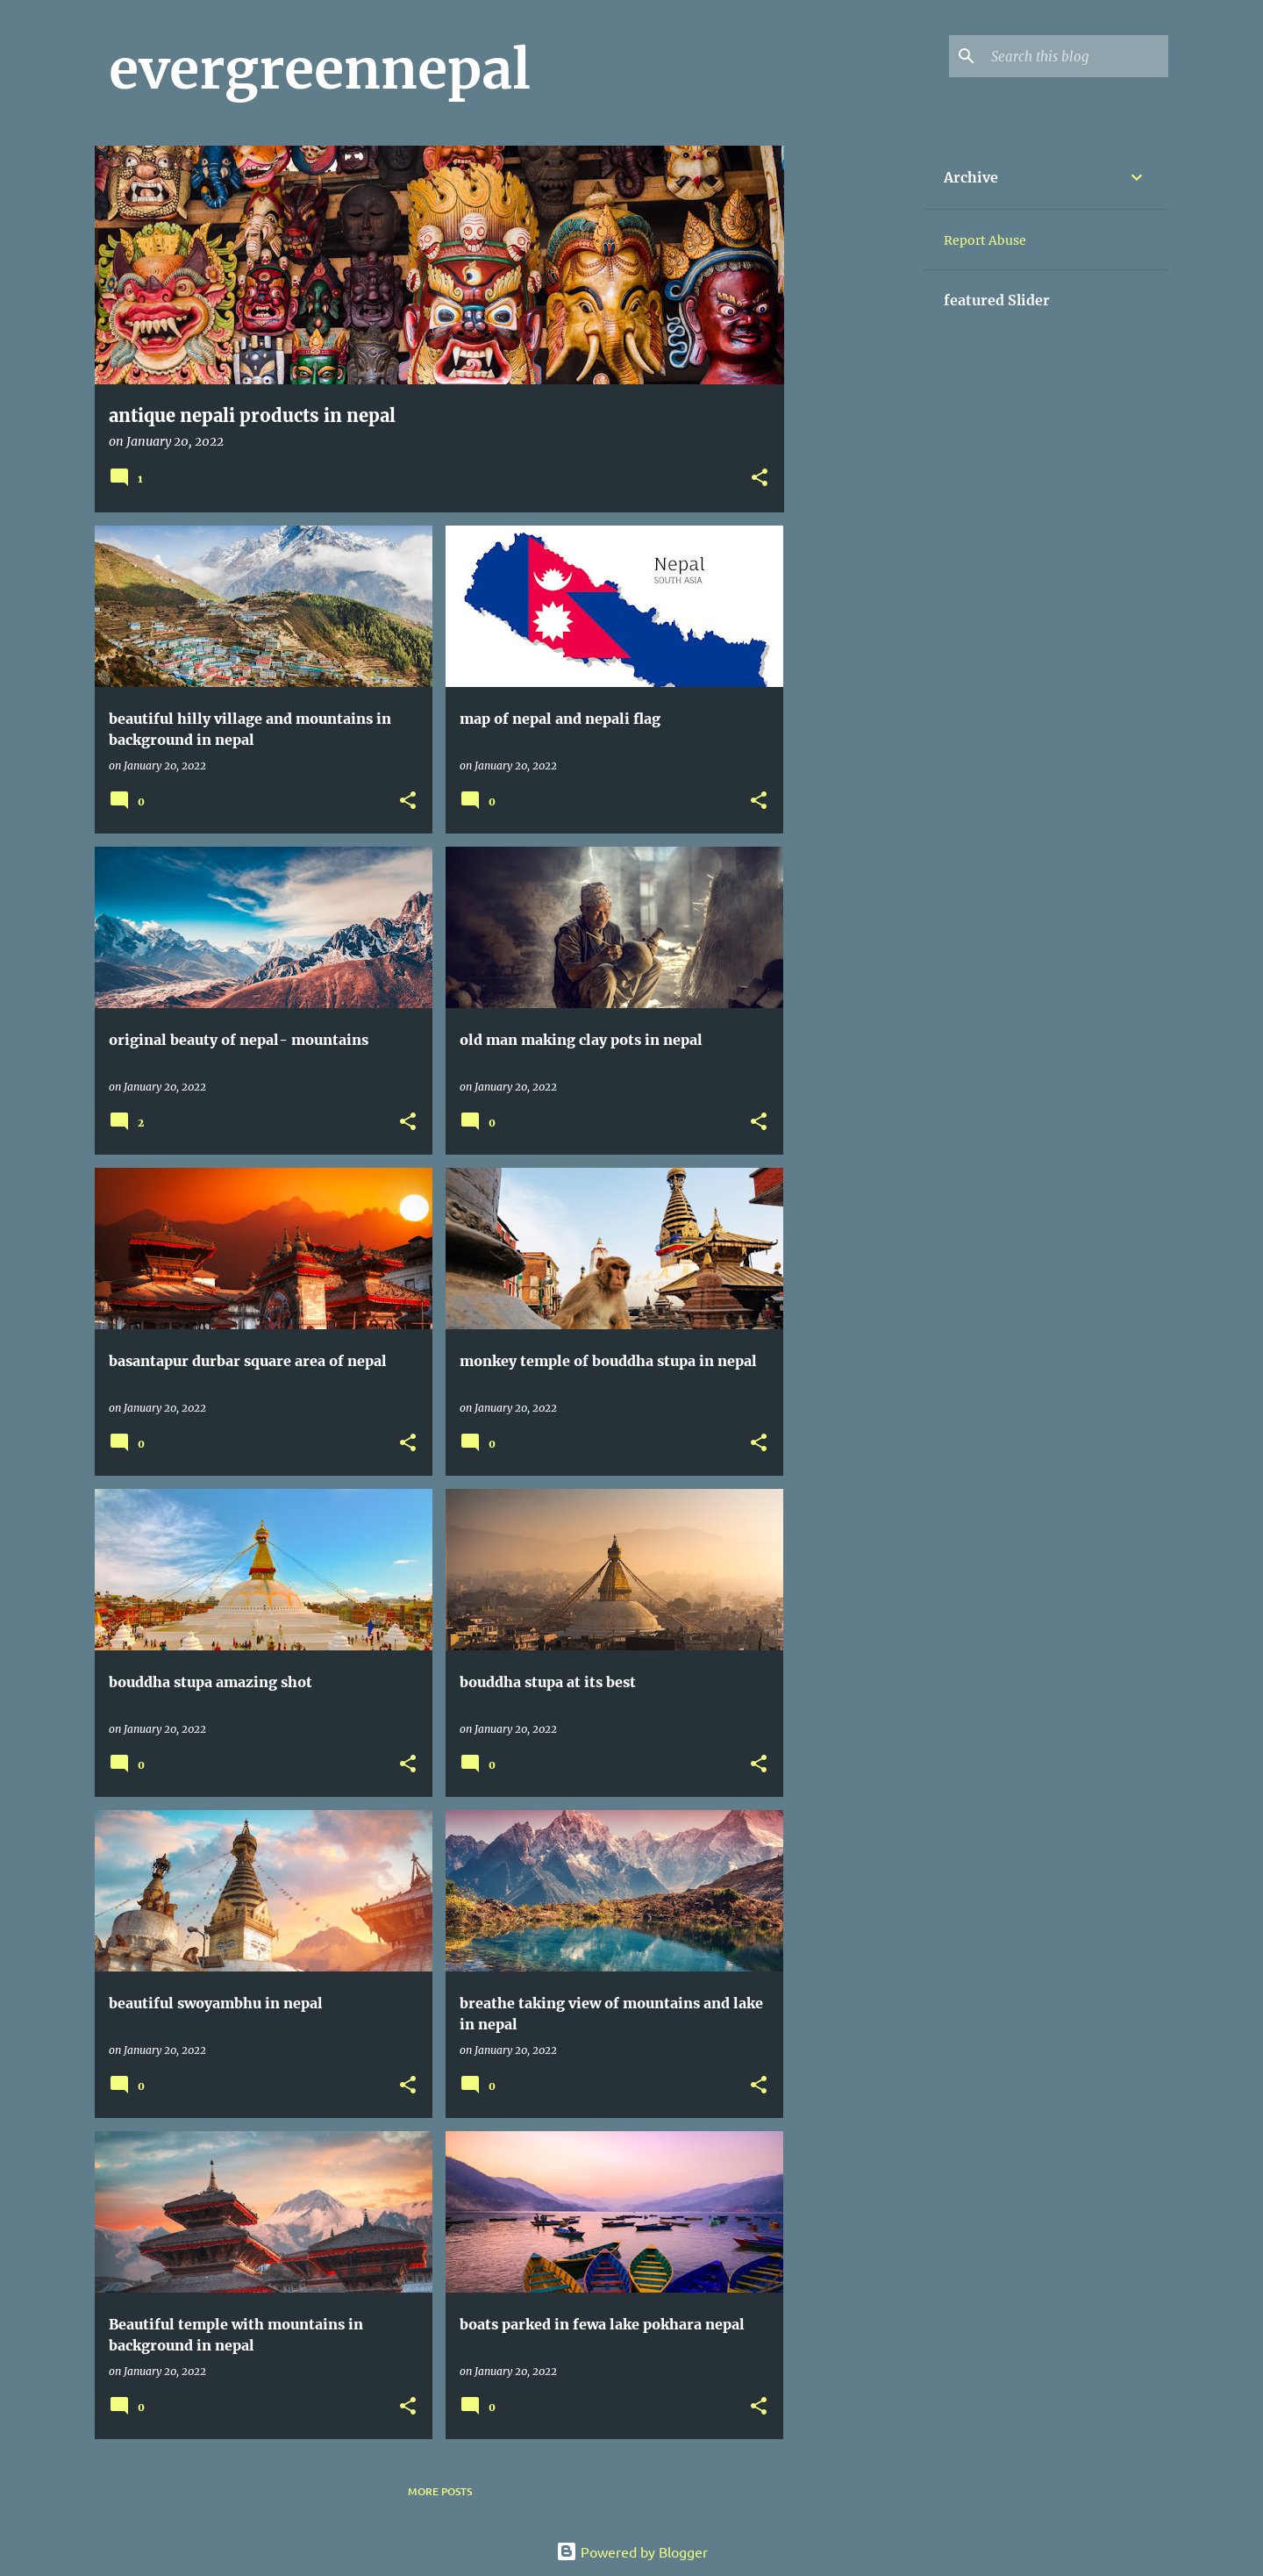 evergreennepal
Search this blog
Archive
Report Abuse
featured Slider
antique nepali products in nepal
on January 20, 2022
1
beautiful hilly village and mountains in
background in nepal
on January 20, 2022
0
Nepal
SOUTH ASIA
map of nepal and nepali flag
on January 20, 2022
0
original beauty of nepal- mountains
on January 20, 2022
2
old man making clay pots in nepal
on January 20, 2022
0
basantapur durbar square area of nepal
on January 20, 2022
0
monkey temple of bouddha stupa in nepal
on January 20, 2022
0
bouddha stupa amazing shot
on January 20, 2022
0
bouddha stupa at its best
on January 20, 2022
0
beautiful swoyambhu in nepal
on January 20, 2022
0
breathe taking view of mountains and lake
in nepal
on January 20, 2022
0
Beautiful temple with mountains in
background in nepal
on January 20, 2022
0
boats parked in fewa lake pokhara nepal
on January 20, 2022
0
MORE POSTS
Powered by Blogger